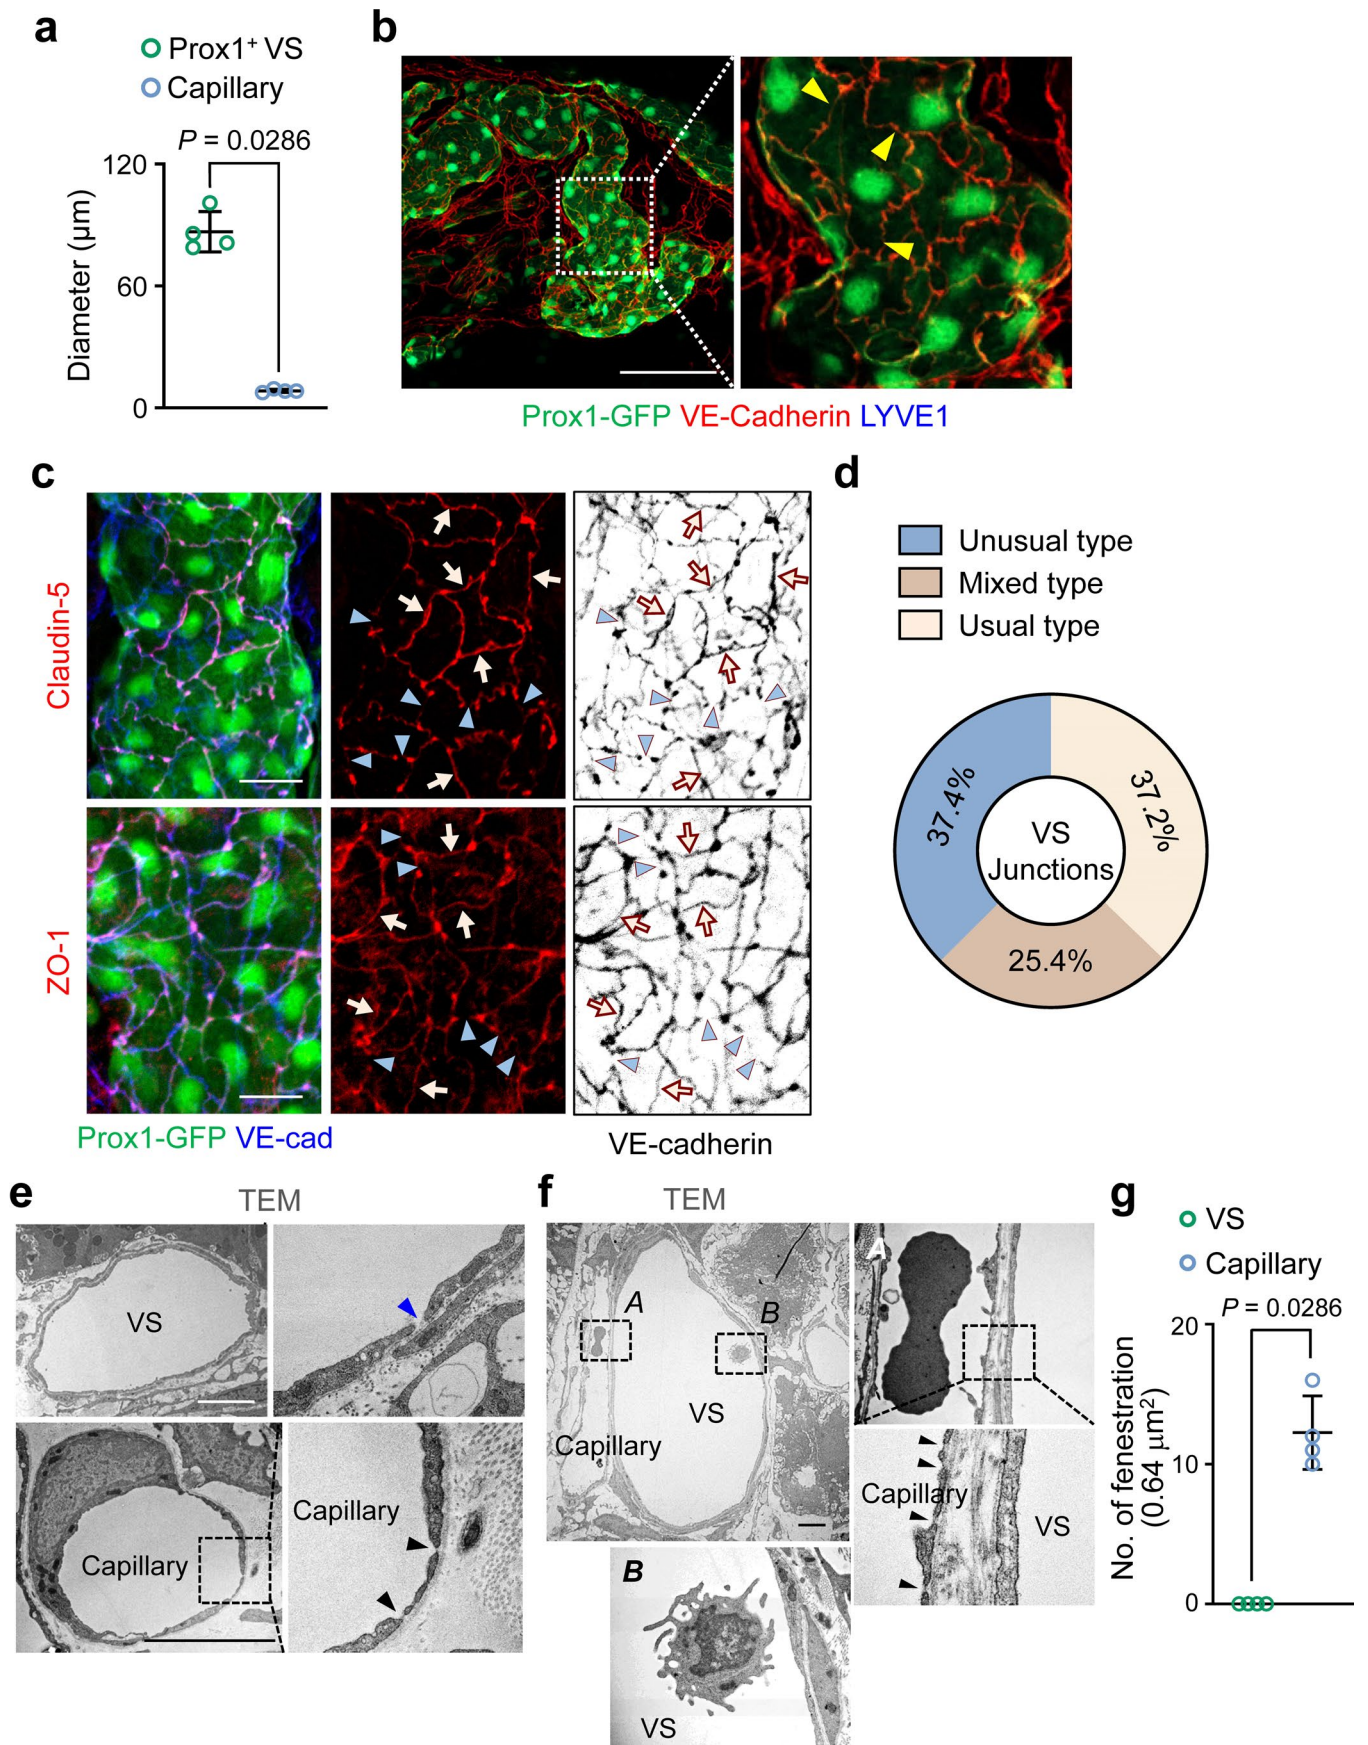 a
Prox1⁺ VS
Capillary
P = 0.0286
120
60
0
Diameter (μm)
b
Prox1-GFP VE-Cadherin LYVE1
c
Claudin-5
ZO-1
Prox1-GFP VE-cad
VE-cadherin
d
Unusual type
Mixed type
Usual type
37.4%
37.2%
25.4%
VS
Junctions
e
TEM
VS
Capillary
Capillary
f
TEM
A
B
VS
Capillary
A
Capillary
VS
B
VS
g
VS
Capillary
P = 0.0286
20
10
0
No. of fenestration
(0.64 μm²)